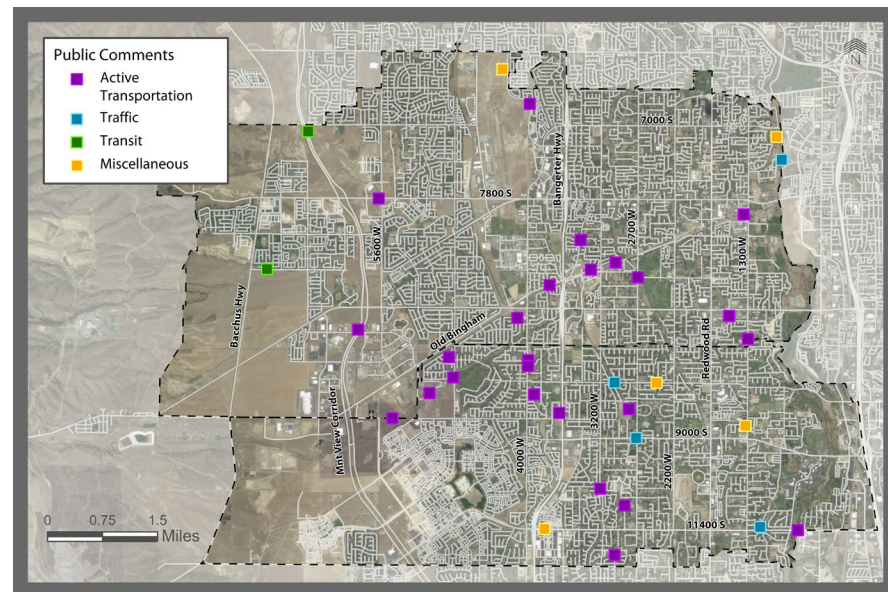 Public Comments
Active
Transportation
Traffic
Transit
Miscellaneous
N
7000 S
Bangerter Hwy
7800 S
5600 W
2700 W
1300 W
Bacchus Hwy
Old Bingham
Redwood Rd
Mnt View Corridor
3200 W
4000 W
9000 S
2200 W
11400 S
0 0.75 1.5
Miles